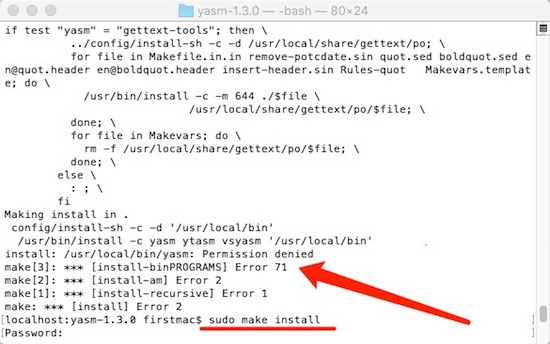 yasm-1.3.0 — -bash — 80×24
if test "yasm" = "gettext-tools"; then \
../config/install-sh -c -d /usr/local/share/gettext/po; \
for file in Makefile.in.in remove-potcdate.sin quot.sed boldquot.sed e
n@quot.header en@boldquot.header insert-header.sin Rules-quot Makevars.templat
e; do \
/usr/bin/install -c -m 644 ./$file \
/usr/local/share/gettext/po/$file; \
done; \
for file in Makevars; do \
rm -f /usr/local/share/gettext/po/$file; \
done; \
else \
: ; \
fi
Making install in .
config/install-sh -c -d '/usr/local/bin'
/usr/bin/install -c yasm ytasm vsyasm '/usr/local/bin'
install: /usr/local/bin/yasm: Permission denied
make[3]: *** [install-binPROGRAMS] Error 71
make[2]: *** [install-am] Error 2
make[1]: *** [install-recursive] Error 1
make: *** [install] Error 2
[localhost:yasm-1.3.0 firstmac$ sudo make install ]
[Password: ]